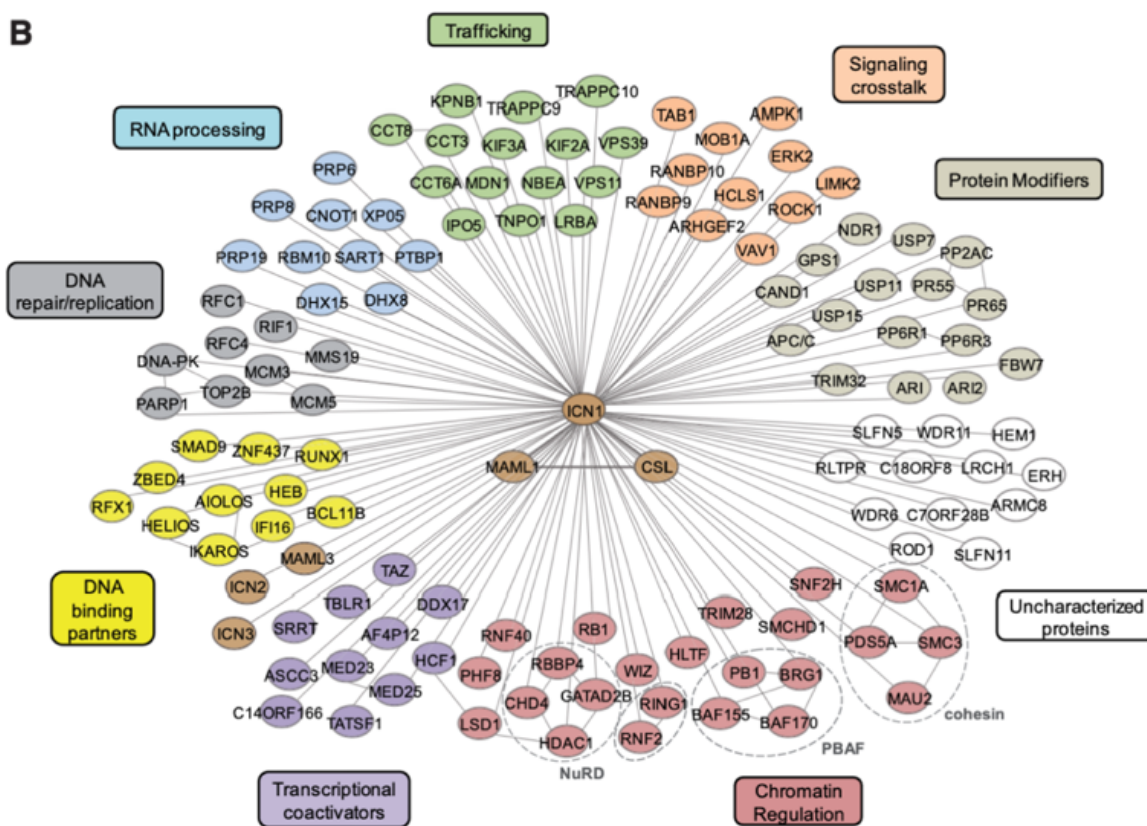 B
Trafficking
Signaling
crosstalk
RNA processing
Protein Modifiers
DNA
repair/replication
DNA
binding
partners
Transcriptional
coactivators
Chromatin
Regulation
Uncharacterized
proteins
KPNB1
TRAPPC9
TRAPPC10
CCT8
CCT3
KIF3A
KIF2A
VPS39
CCT6A
MDN1
NBEA
VPS11
IPO5
TNPO1
LRBA
TAB1
AMPK1
MOB1A
ERK2
RANBP10
LIMK2
RANBP9
HCLS1
ROCK1
ARHGEF2
VAV1
PRP6
PRP8
CNOT1
XP05
PRP19
RBM10
SART1
PTBP1
DHX15
DHX8
NDR1
USP7
GPS1
PP2AC
CAND1
USP11
PR55
PR65
USP15
APC/C
PP6R1
PP6R3
FBW7
TRIM32
ARI
ARI2
RFC1
RIF1
RFC4
MMS19
DNA-PK
MCM3
TOP2B
PARP1
MCM5
ICN1
MAML1
CSL
SMAD9
ZNF437
RUNX1
ZBED4
RFX1
AIOLOS
HEB
HELIOS
IFI16
BCL11B
IKAROS
MAML3
ICN2
ICN3
SLFN5
WDR11
HEM1
RLTPR
C18ORF8
LRCH1
ERH
WDR6
C7ORF28B
ARMC8
ROD1
SLFN11
TAZ
TBLR1
DDX17
SRRT
AF4P12
ASCC3
MED23
HCF1
MED25
C14ORF166
TATSF1
RNF40
RB1
PHF8
RBBP4
WIZ
HLTF
CHD4
GATAD2B
RING1
LSD1
HDAC1
RNF2
NuRD
TRIM28
SMCHD1
SNF2H
PB1
BRG1
BAF155
BAF170
PBAF
SMC1A
PDS5A
SMC3
MAU2
cohesin